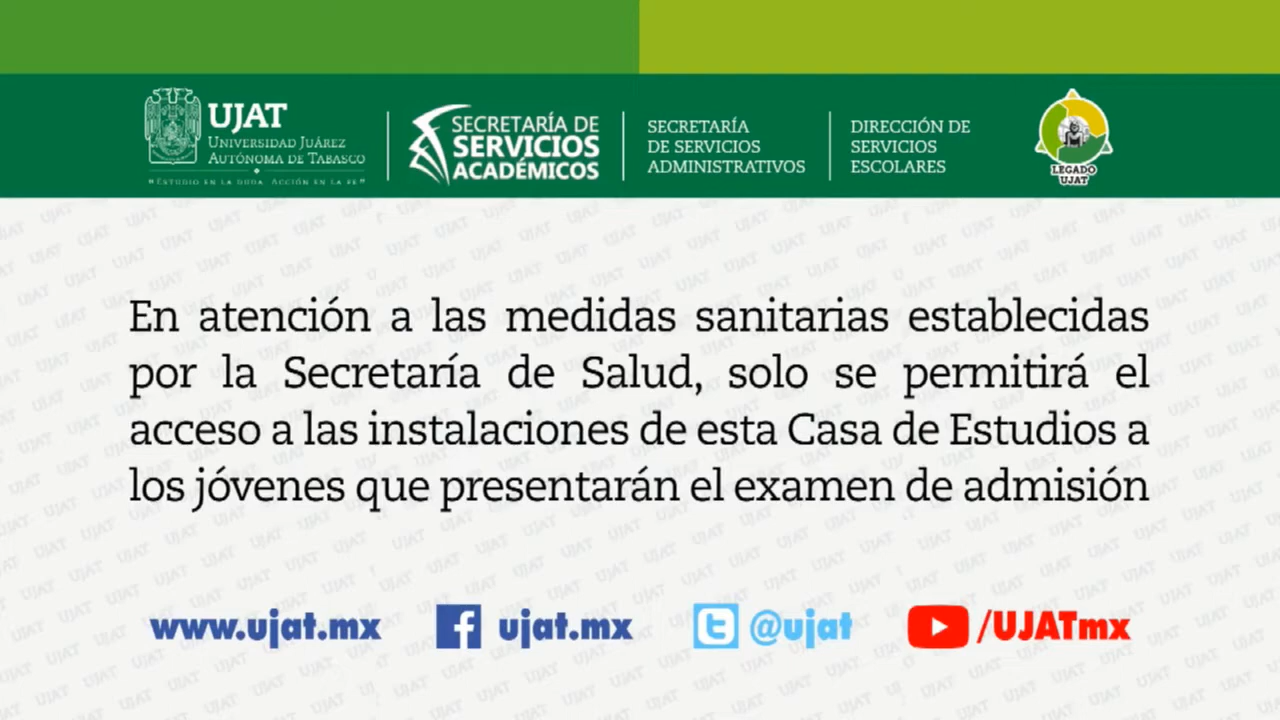 UJAT
Universidad Juárez
Autónoma de Tabasco
"Estudio en la duda. Acción en la fe"
SECRETARÍA DE
SERVICIOS
ACADÉMICOS
SECRETARÍA
DE SERVICIOS
ADMINISTRATIVOS
DIRECCIÓN DE
SERVICIOS
ESCOLARES
LEGADO
UJAT
En atención a las medidas sanitarias establecidas
por la Secretaría de Salud, solo se permitirá el
acceso a las instalaciones de esta Casa de Estudios a
los jóvenes que presentarán el examen de admisión
www.ujat.mx
ujat.mx
@ujat
/UJATmx